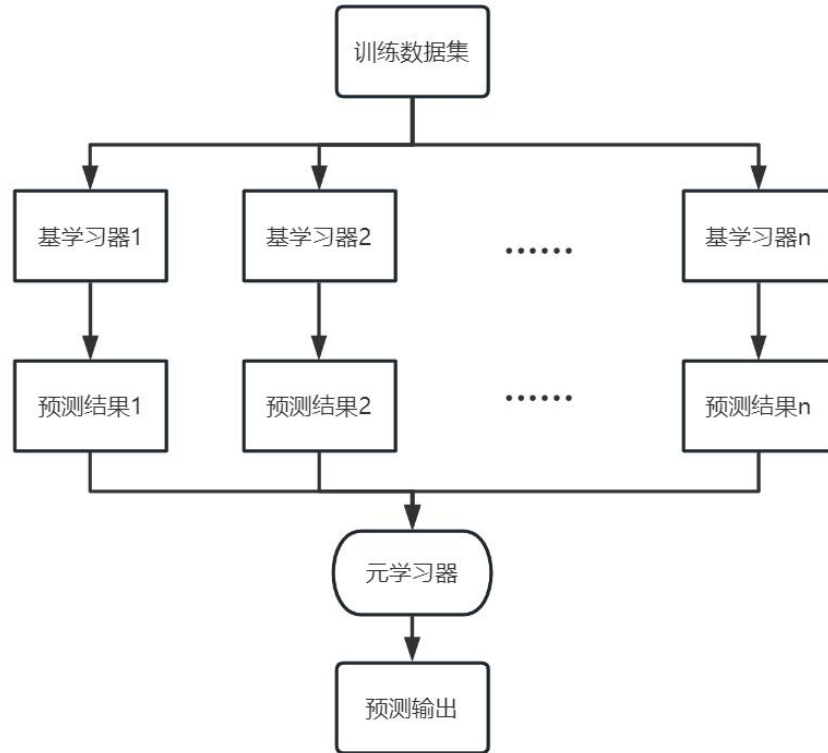 训练数据集
基学习器1
基学习器2
……
基学习器n
预测结果1
预测结果2
……
预测结果n
元学习器
预测输出